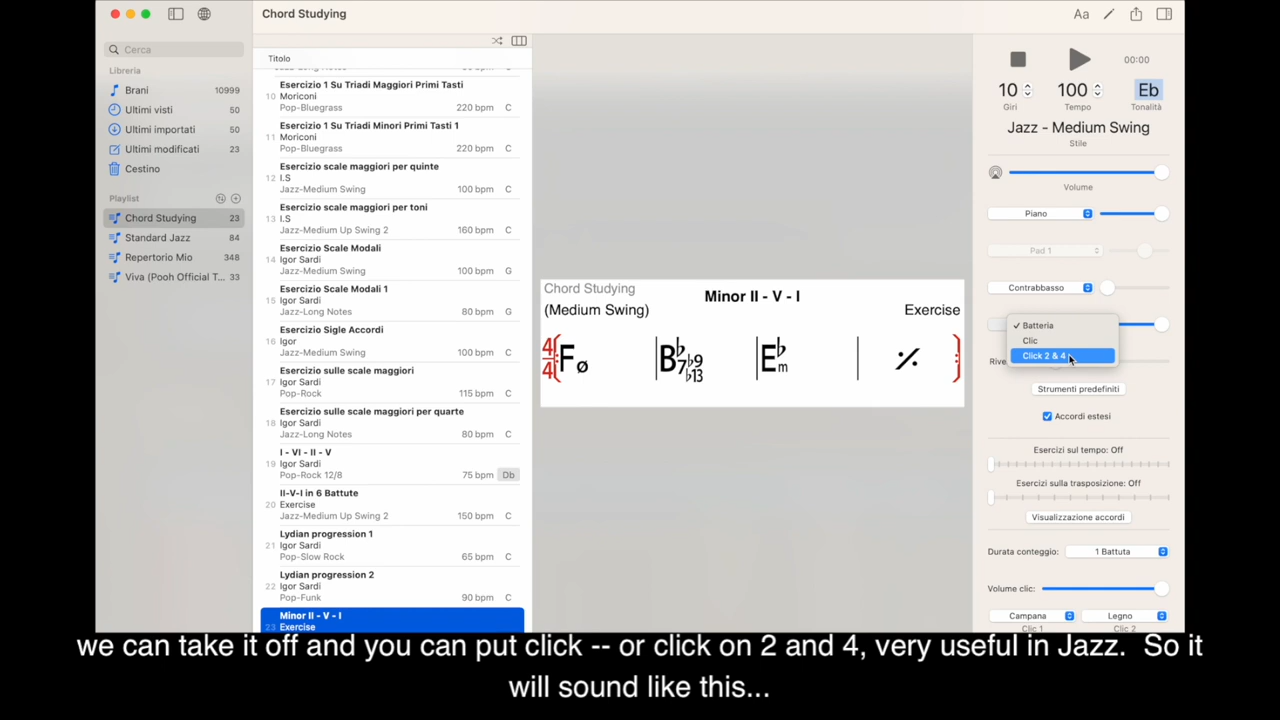 Chord Studying
Aa
Cerca
Libreria
Brani 10999
Ultimi visti 50
Ultimi importati 50
Ultimi modificati 23
Cestino
Playlist
Chord Studying 23
Standard Jazz 84
Repertorio Mio 348
Viva (Pooh Official T... 33
Titolo
Esercizio 1 Su Triadi Maggiori Primi Tasti
10 Moriconi
Pop-Bluegrass 220 bpm C
Esercizio 1 Su Triadi Minori Primi Tasti 1
11 Moriconi
Pop-Bluegrass 220 bpm C
Esercizio scale maggiori per quinte
12 I.S
Jazz-Medium Swing 100 bpm C
Esercizio scale maggiori per toni
13 I.S
Jazz-Medium Up Swing 2 160 bpm C
Esercizio Scale Modali
14 Igor Sardi
Jazz-Medium Swing 100 bpm G
Esercizio Scale Modali 1
15 Igor Sardi
Jazz-Long Notes 80 bpm G
Esercizio Sigle Accordi
16 Igor
Jazz-Medium Swing 100 bpm C
Esercizio sulle scale maggiori
17 Igor Sardi
Pop-Rock 115 bpm C
Esercizio sulle scale maggiori per quarte
18 Igor Sardi
Jazz-Long Notes 80 bpm C
I - VI - II - V
19 Igor Sardi
Pop-Rock 12/8 75 bpm Db
II-V-I in 6 Battute
20 Exercise
Jazz-Medium Up Swing 2 150 bpm C
Lydian progression 1
21 Igor Sardi
Pop-Slow Rock 65 bpm C
Lydian progression 2
22 Igor Sardi
Pop-Funk 90 bpm C
Minor II - V - I
23 Exercise
Chord Studying
Minor II - V - I
(Medium Swing) Exercise
4/4 Fø B♭7♭9♭13 E♭m
00:00
10 100 Eb
Giri Tempo Tonalità
Jazz - Medium Swing
Stile
Volume
Piano
Pad 1
Contrabbasso
✓ Batteria
Clic
Click 2 & 4
Rive
Strumenti predefiniti
Accordi estesi
Esercizi sul tempo: Off
Esercizi sulla trasposizione: Off
Visualizzazione accordi
Durata conteggio: 1 Battuta
Volume clic:
Campana Legno
Clic 1 Clic 2
we can take it off and you can put click -- or click on 2 and 4, very useful in Jazz. So it
will sound like this...